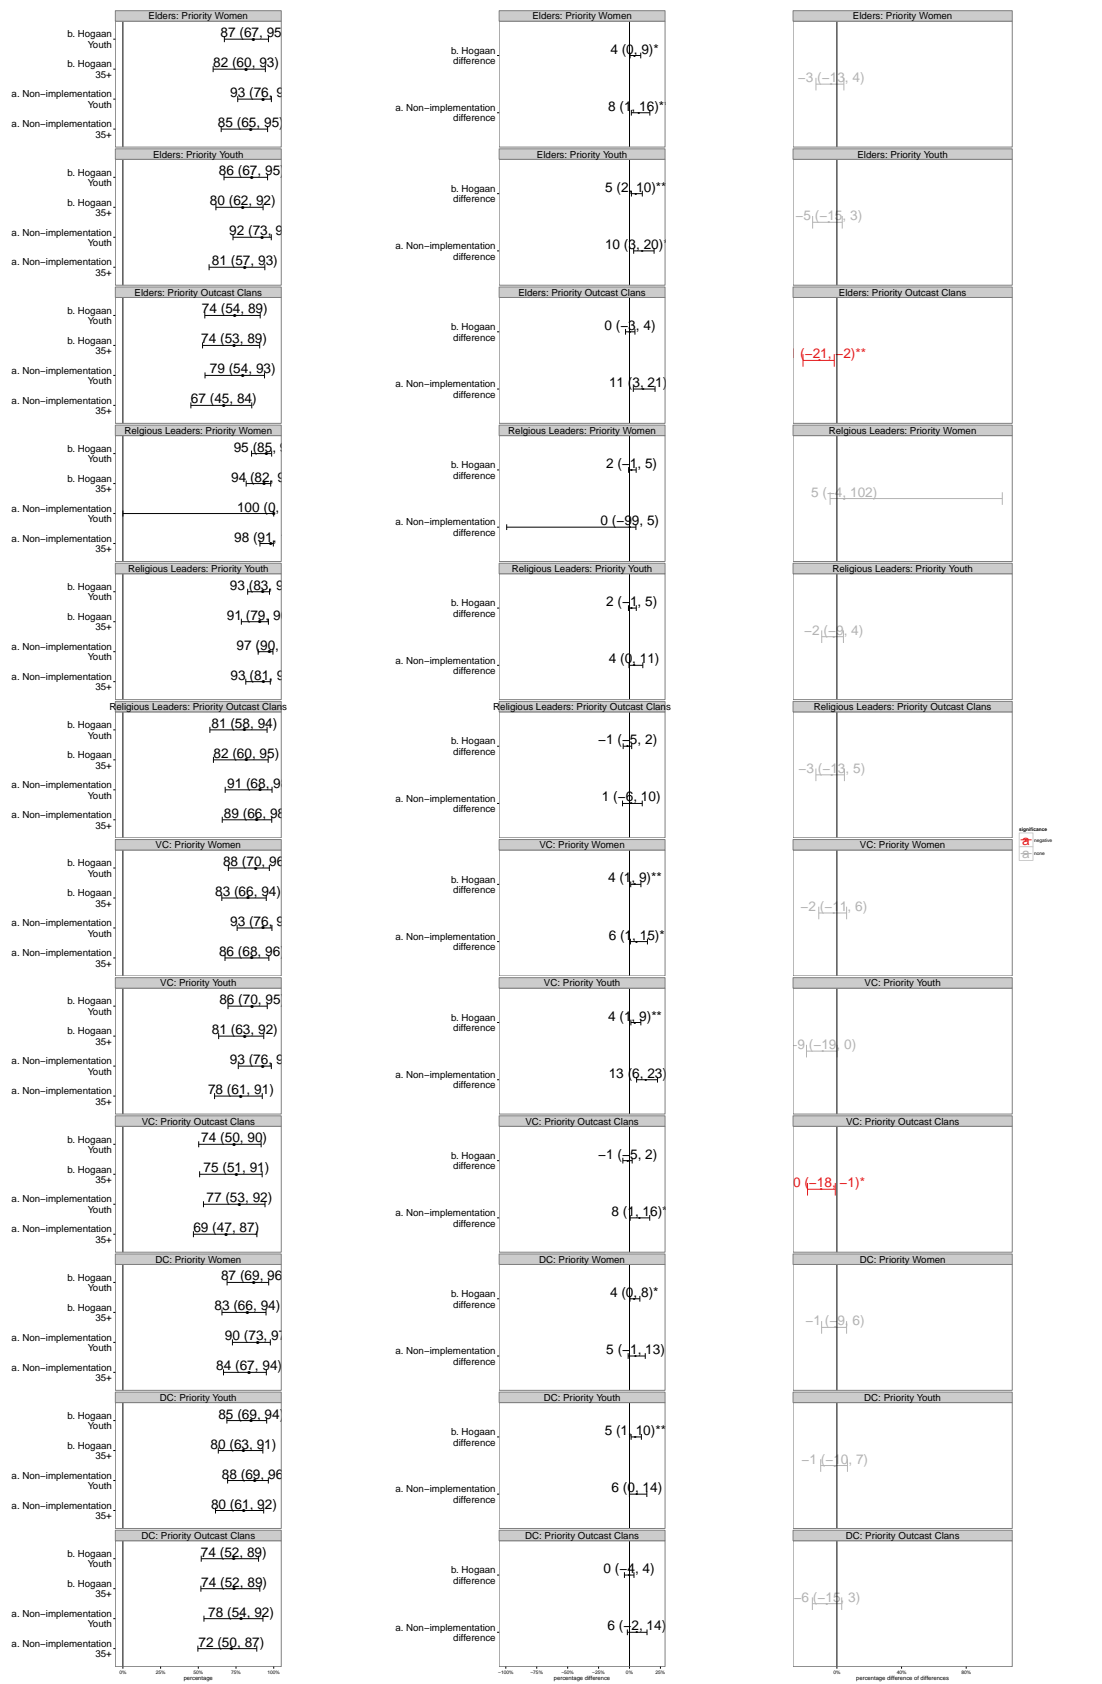 Elders: Priority Women
b. Hogaan
Youth
87 (67, 95
b. Hogaan
35+
82 (60, 93)
a. Non−implementation
Youth
93 (76, 9
a. Non−implementation
35+
85 (65, 95)
Elders: Priority Women
b. Hogaan
difference
4 (0, 9)*
a. Non−implementation
difference
8 (1, 16)*
Elders: Priority Women
−3 (−13, 4)
Elders: Priority Youth
b. Hogaan
Youth
86 (67, 95)
b. Hogaan
35+
80 (62, 92)
a. Non−implementation
Youth
92 (73, 9
a. Non−implementation
35+
81 (57, 93)
Elders: Priority Youth
b. Hogaan
difference
5 (2, 10)**
a. Non−implementation
difference
10 (3, 20)*
Elders: Priority Youth
−5 (−15, 3)
Elders: Priority Outcast Clans
b. Hogaan
Youth
74 (54, 89)
b. Hogaan
35+
74 (53, 89)
a. Non−implementation
Youth
79 (54, 93)
a. Non−implementation
35+
67 (45, 84)
Elders: Priority Outcast Clans
b. Hogaan
difference
0 (−3, 4)
a. Non−implementation
difference
11 (3, 21)
Elders: Priority Outcast Clans
(−21, −2)**
Relgious Leaders: Priority Women
b. Hogaan
Youth
95 (85, 9
b. Hogaan
35+
94 (82, 9
a. Non−implementation
Youth
100 (0,
a. Non−implementation
35+
98 (91,
Relgious Leaders: Priority Women
b. Hogaan
difference
2 (−1, 5)
a. Non−implementation
difference
0 (−99, 5)
Relgious Leaders: Priority Women
5 (−4, 102)
Religious Leaders: Priority Youth
b. Hogaan
Youth
93 (83, 9
b. Hogaan
35+
91 (79, 9
a. Non−implementation
Youth
97 (90,
a. Non−implementation
35+
93 (81, 9
Religious Leaders: Priority Youth
b. Hogaan
difference
2 (−1, 5)
a. Non−implementation
difference
4 (0, 11)
Religious Leaders: Priority Youth
−2 (−9, 4)
Religious Leaders: Priority Outcast Clans
b. Hogaan
Youth
81 (58, 94)
b. Hogaan
35+
82 (60, 95)
a. Non−implementation
Youth
91 (68, 9
a. Non−implementation
35+
89 (66, 98
Religious Leaders: Priority Outcast Clans
b. Hogaan
difference
−1 (−5, 2)
a. Non−implementation
difference
1 (−6, 10)
Religious Leaders: Priority Outcast Clans
−3 (−13, 5)
significance
a negative
a none
VC: Priority Women
b. Hogaan
Youth
88 (70, 96
b. Hogaan
35+
83 (66, 94)
a. Non−implementation
Youth
93 (76, 9
a. Non−implementation
35+
86 (68, 96)
VC: Priority Women
b. Hogaan
difference
4 (1, 9)**
a. Non−implementation
difference
6 (1, 15)*
VC: Priority Women
−2 (−11, 6)
VC: Priority Youth
b. Hogaan
Youth
86 (70, 95
b. Hogaan
35+
81 (63, 92)
a. Non−implementation
Youth
93 (76, 9
a. Non−implementation
35+
78 (61, 91)
VC: Priority Youth
b. Hogaan
difference
4 (1, 9)**
a. Non−implementation
difference
13 (6, 23)
VC: Priority Youth
−9 (−19, 0)
VC: Priority Outcast Clans
b. Hogaan
Youth
74 (50, 90)
b. Hogaan
35+
75 (51, 91)
a. Non−implementation
Youth
77 (53, 92)
a. Non−implementation
35+
69 (47, 87)
VC: Priority Outcast Clans
b. Hogaan
difference
−1 (−5, 2)
a. Non−implementation
difference
8 (1, 16)*
VC: Priority Outcast Clans
0 (−18, −1)*
DC: Priority Women
b. Hogaan
Youth
87 (69, 96
b. Hogaan
35+
83 (66, 94)
a. Non−implementation
Youth
90 (73, 97
a. Non−implementation
35+
84 (67, 94)
DC: Priority Women
b. Hogaan
difference
4 (0, 8)*
a. Non−implementation
difference
5 (−1, 13)
DC: Priority Women
−1 (−9, 6)
DC: Priority Youth
b. Hogaan
Youth
85 (69, 94)
b. Hogaan
35+
80 (63, 91)
a. Non−implementation
Youth
88 (69, 96
a. Non−implementation
35+
80 (61, 92)
DC: Priority Youth
b. Hogaan
difference
5 (1, 10)**
a. Non−implementation
difference
6 (0, 14)
DC: Priority Youth
−1 (−10, 7)
DC: Priority Outcast Clans
b. Hogaan
Youth
74 (52, 89)
b. Hogaan
35+
74 (52, 89)
a. Non−implementation
Youth
78 (54, 92)
a. Non−implementation
35+
72 (50, 87)
0% 25% 50% 75% 100%
percentage
DC: Priority Outcast Clans
b. Hogaan
difference
0 (−4, 4)
a. Non−implementation
difference
6 (−2, 14)
−100% −75% −50% −25% 0% 25%
percentage difference
DC: Priority Outcast Clans
−6 (−15, 3)
0% 40% 80%
percentage difference of differences